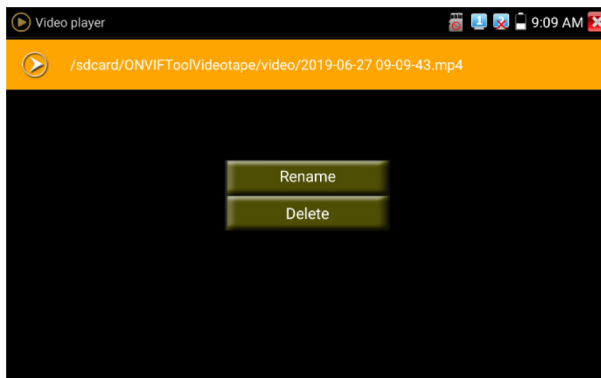 Video player
9:09 AM
/sdcard/ONVIFToolVideotape/video/2019-06-27 09-09-43.mp4
Rename
Delete